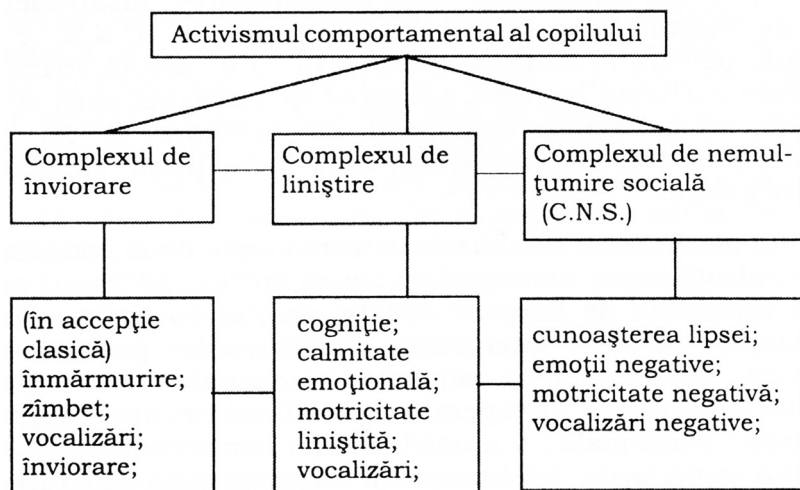 Activismul comportamental al copilului
Complexul de
înviorare
Complexul de
liniştire
Complexul de nemul-
ţumire socială
(C.N.S.)
(în accepţie
clasică)
înmărmurire;
zîmbet;
vocalizări;
înviorare;
cogniţie;
calmitate
emoţională;
motricitate
liniştită;
vocalizări;
cunoaşterea lipsei;
emoţii negative;
motricitate negativă;
vocalizări negative;